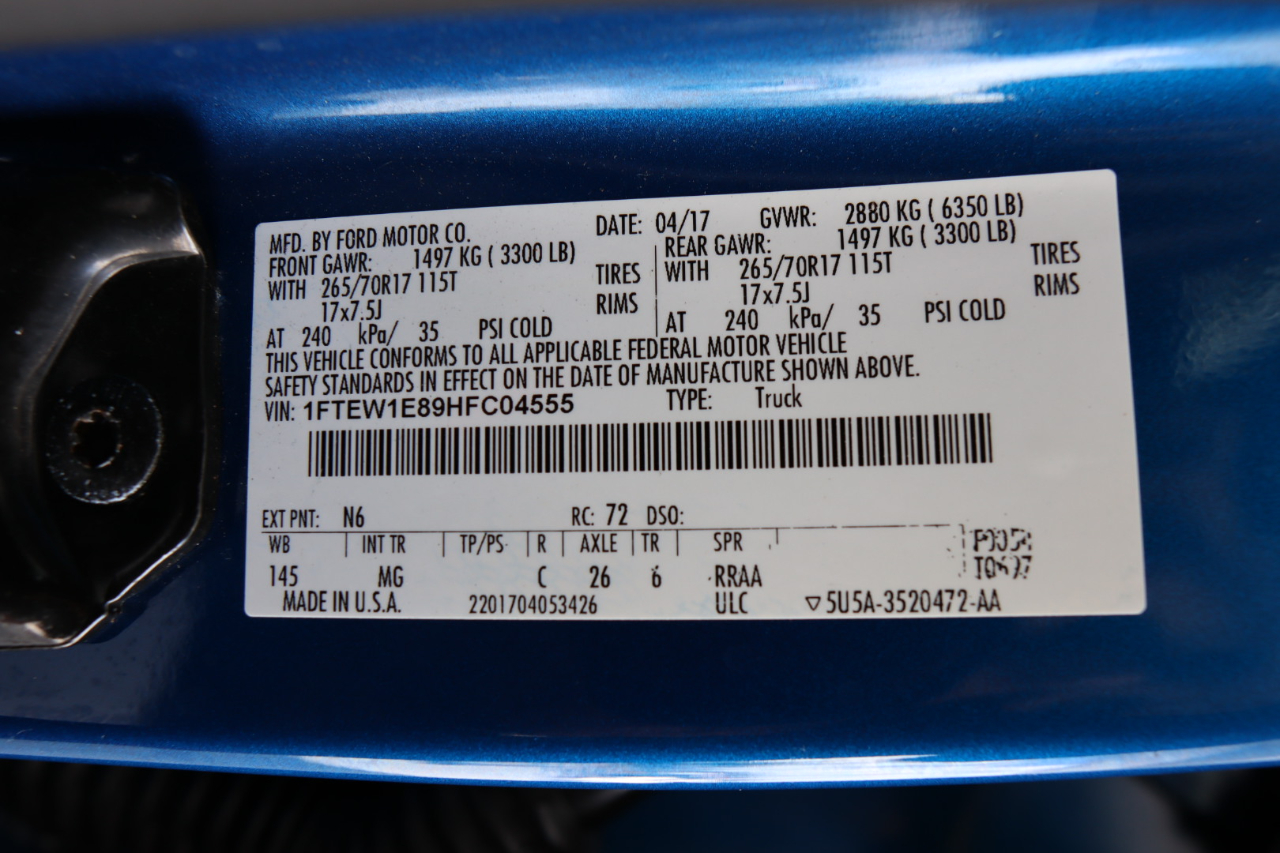 MFD. BY FORD MOTOR CO. DATE: 04/17 GVWR: 2880 KG ( 6350 LB)
FRONT GAWR: 1497 KG ( 3300 LB) REAR GAWR: 1497 KG ( 3300 LB)
WITH 265/70R17 115T TIRES WITH 265/70R17 115T TIRES
17x7.5J RIMS 17x7.5J RIMS
AT 240 kPa/ 35 PSI COLD AT 240 kPa/ 35 PSI COLD
THIS VEHICLE CONFORMS TO ALL APPLICABLE FEDERAL MOTOR VEHICLE
SAFETY STANDARDS IN EFFECT ON THE DATE OF MANUFACTURE SHOWN ABOVE.
VIN: 1FTEW1E89HFC04555 TYPE: Truck
EXT PNT: N6 RC: 72 DSO:
WB INT TR TP/PS R AXLE TR SPR
145 MG C 26 6 RRAA
MADE IN U.S.A. 2201704053426 ULC 5U5A-3520472-AA